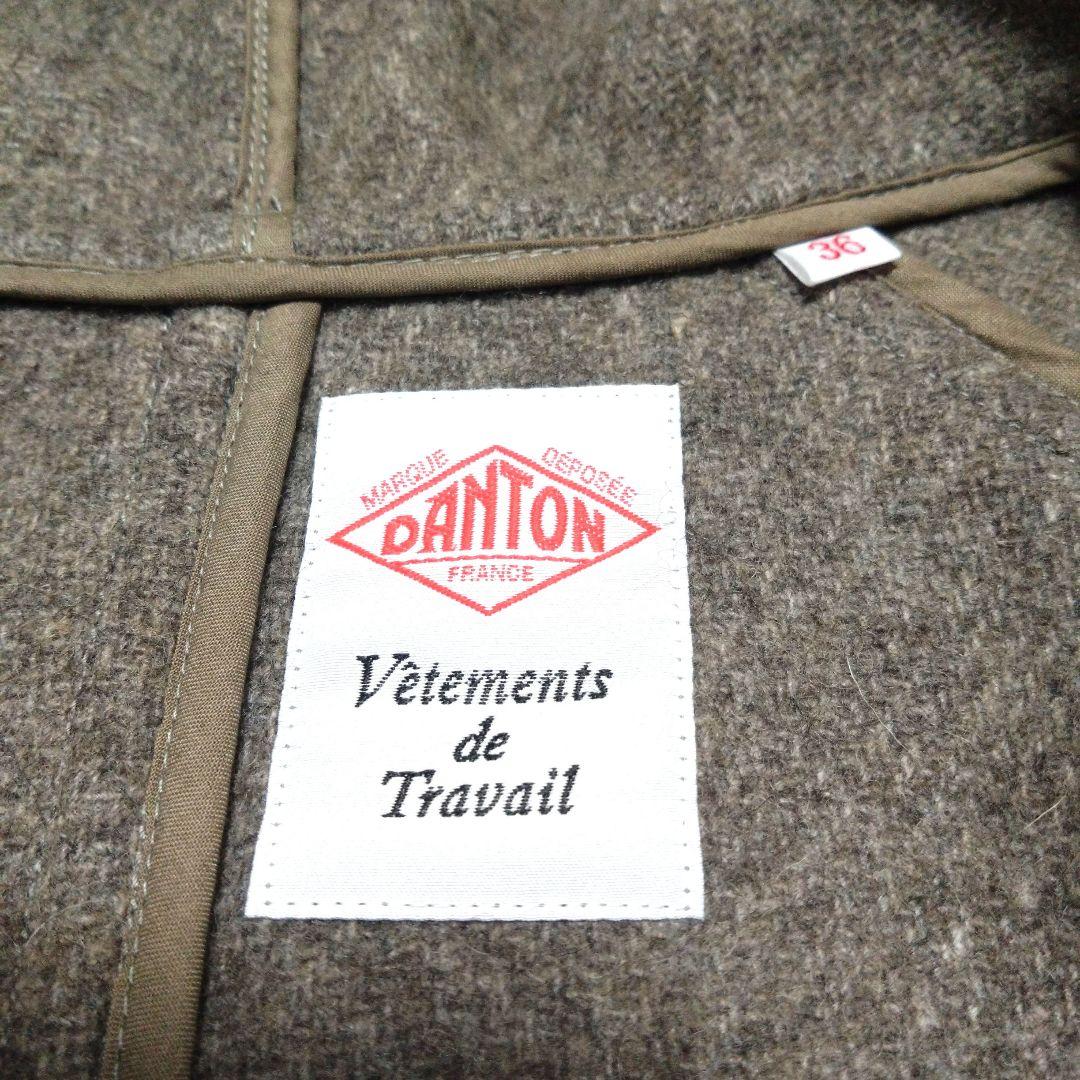 36
MARQUE DÉPOSÉE
DANTON
FRANCE
Vêtements
de
Travail